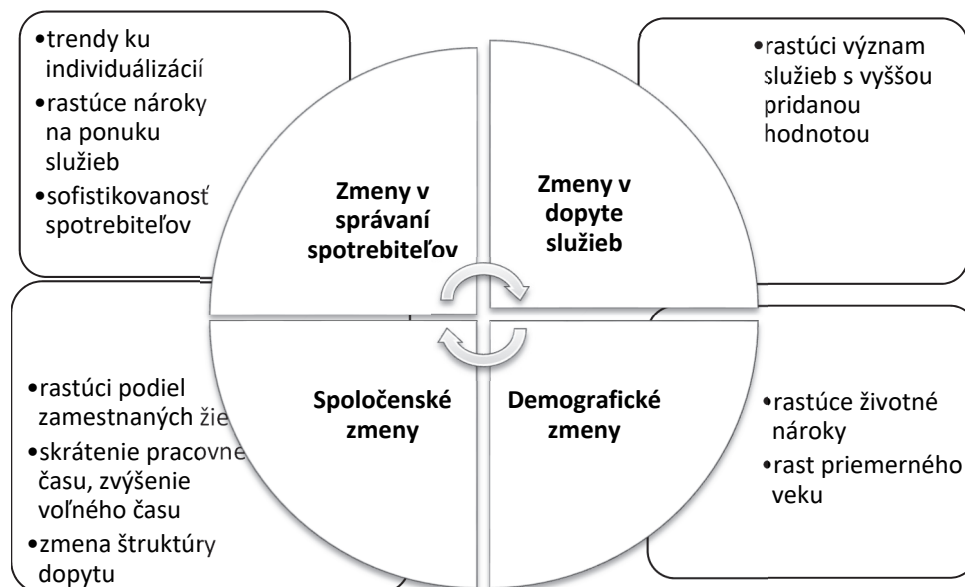 •trendy ku
individuálizácií
•rastúce nároky
na ponuku
služieb
•sofistikovanosť
spotrebiteľov
Zmeny v
správaní
spotrebiteľov
Zmeny v
dopyte
služieb
•rastúci význam
služieb s vyššou
pridanou
hodnotou
•rastúci podiel
zamestnaných žie
•skrátenie pracovne
času, zvýšenie
voľného času
•zmena štruktúry
dopytu
Spoločenské
zmeny
Demografické
zmeny
•rastúce životné
nároky
•rast priemerného
veku